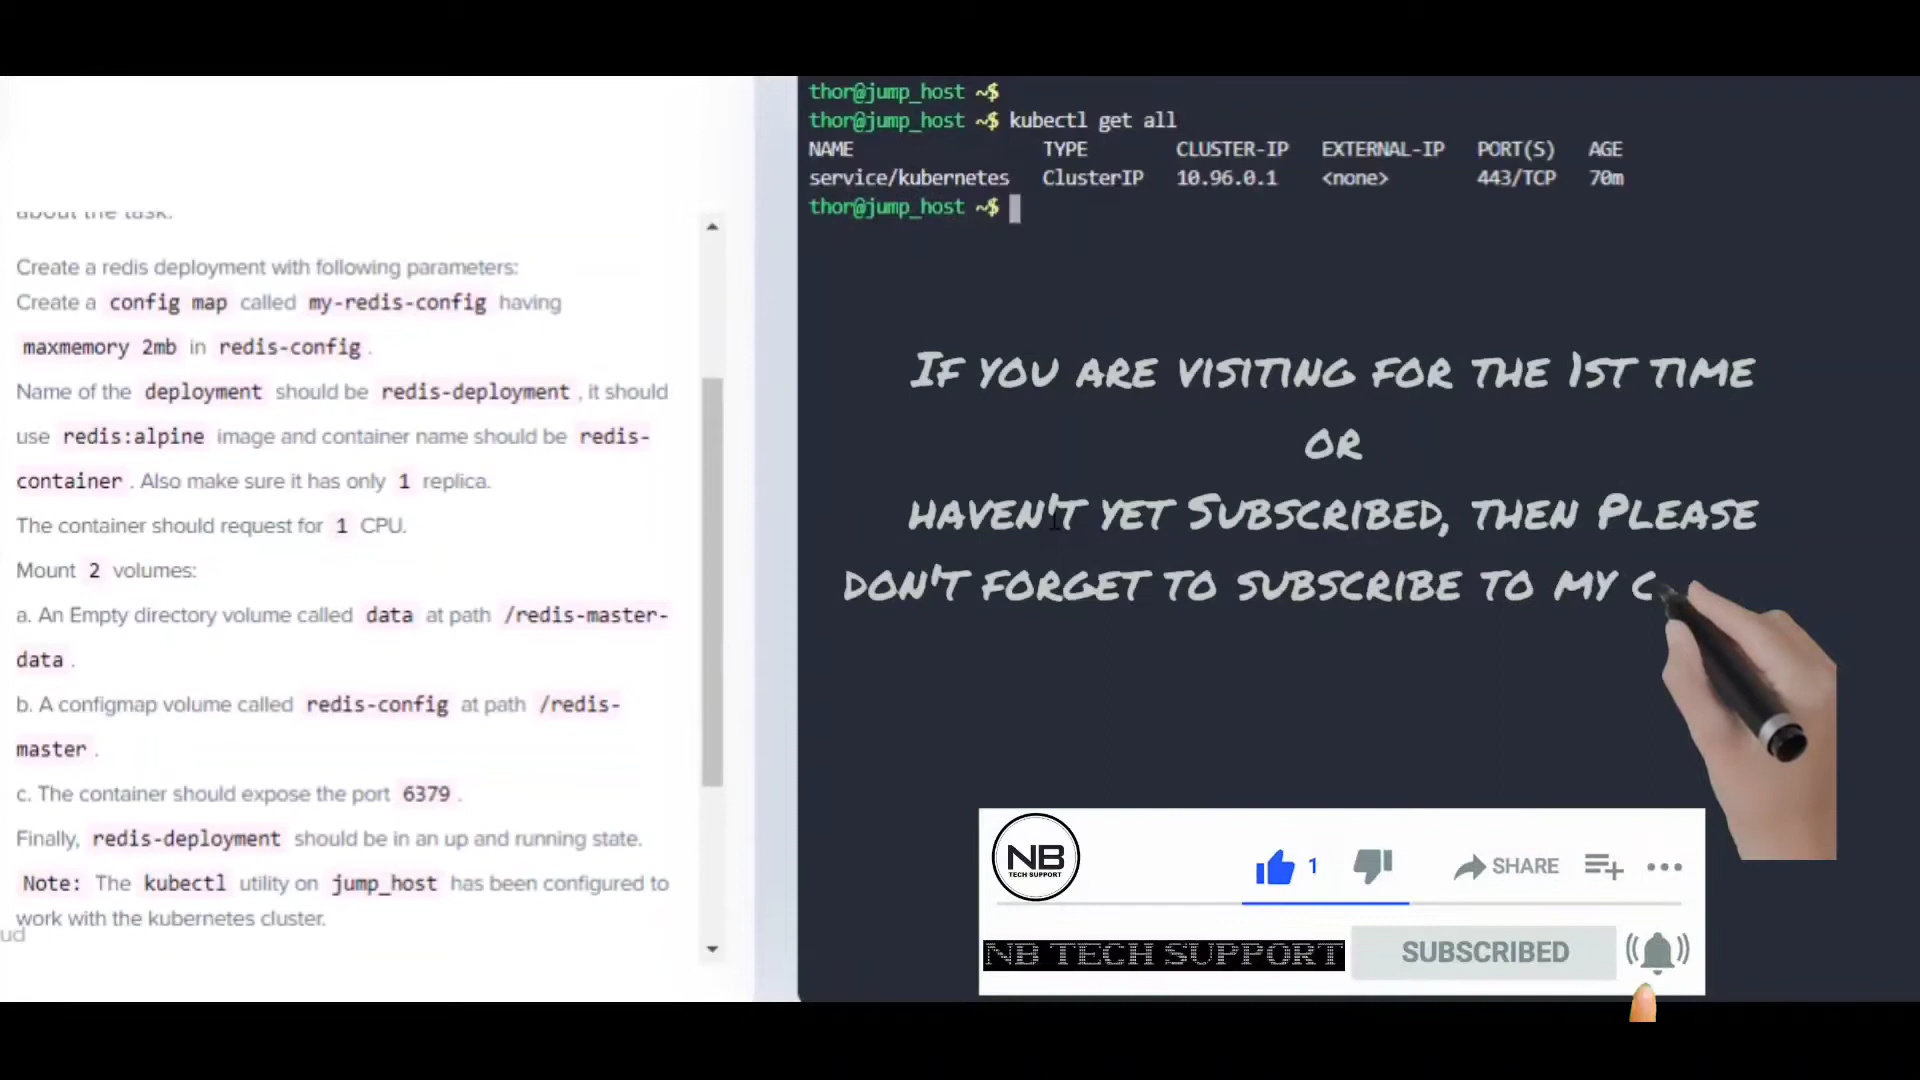 about the task.
Create a redis deployment with following parameters:
Create a config map called my-redis-config having
maxmemory 2mb in redis-config .
Name of the deployment should be redis-deployment , it should
use redis:alpine image and container name should be redis-
container . Also make sure it has only 1 replica.
The container should request for 1 CPU.
Mount 2 volumes:
a. An Empty directory volume called data at path /redis-master-
data .
b. A configmap volume called redis-config at path /redis-
master .
c. The container should expose the port 6379 .
Finally, redis-deployment should be in an up and running state.
Note: The kubectl utility on jump_host has been configured to
work with the kubernetes cluster.
ud
thor@jump_host ~$
thor@jump_host ~$ kubectl get all
NAME TYPE CLUSTER-IP EXTERNAL-IP PORT(S) AGE
service/kubernetes ClusterIP 10.96.0.1 <none> 443/TCP 70m
thor@jump_host ~$
If you are visiting for the 1st time
or
haven't yet Subscribed, then Please
don't forget to subscribe to my c
NB
TECH SUPPORT
1
SHARE
NB TECH SUPPORT
SUBSCRIBED